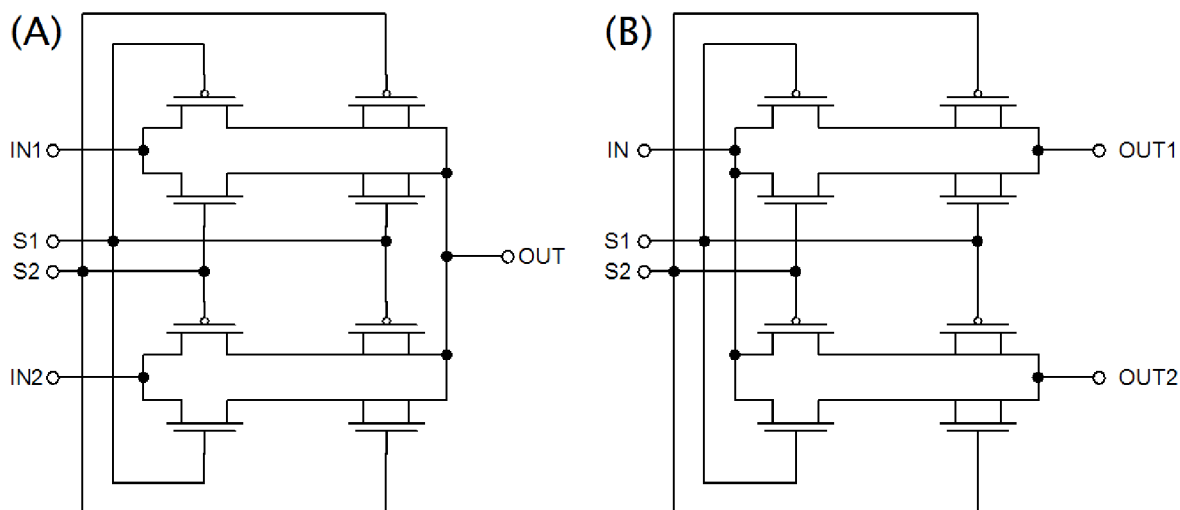 (A)
IN1
S1
S2
OUT
IN2
(B)
IN
OUT1
S1
S2
OUT2